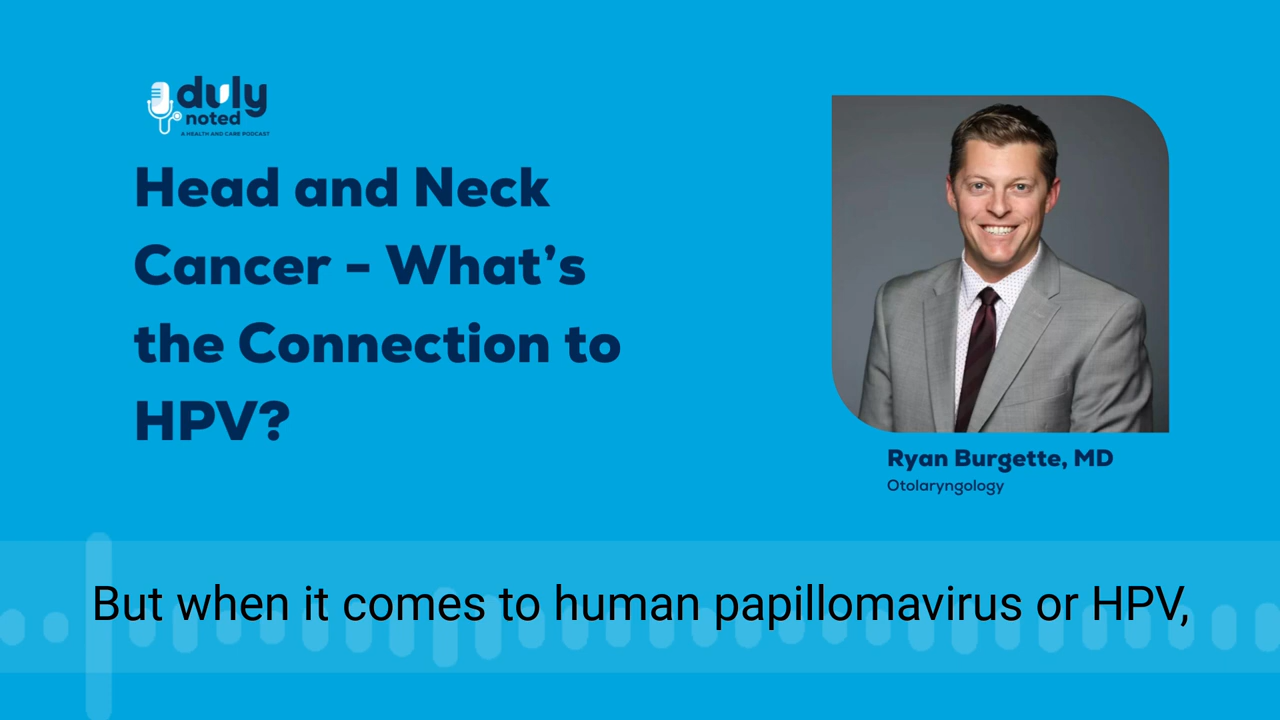 duly
noted
A HEALTH AND CARE PODCAST
Head and Neck
Cancer - What's
the Connection to
HPV?
Ryan Burgette, MD
Otolaryngology
But when it comes to human papillomavirus or HPV,